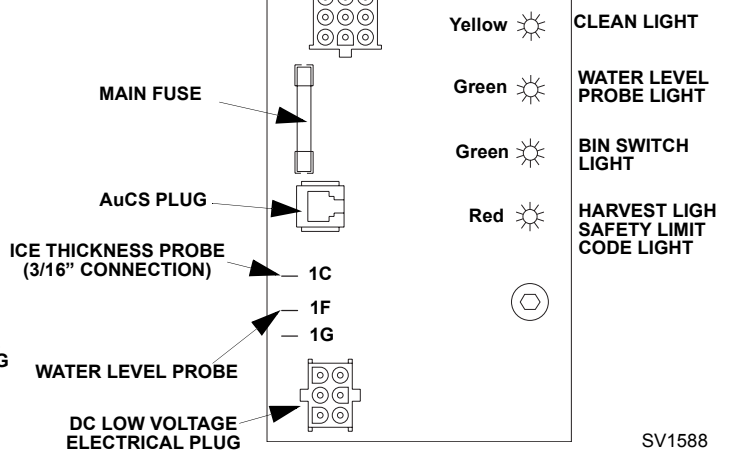 Yellow
CLEAN LIGHT
MAIN FUSE
Green
WATER LEVEL
PROBE LIGHT
Green
BIN SWITCH
LIGHT
AuCS PLUG
Red
HARVEST LIGH
SAFETY LIMIT
CODE LIGHT
ICE THICKNESS PROBE
(3/16” CONNECTION)
1C
1F
1G
G
WATER LEVEL PROBE
DC LOW VOLTAGE
ELECTRICAL PLUG
SV1588